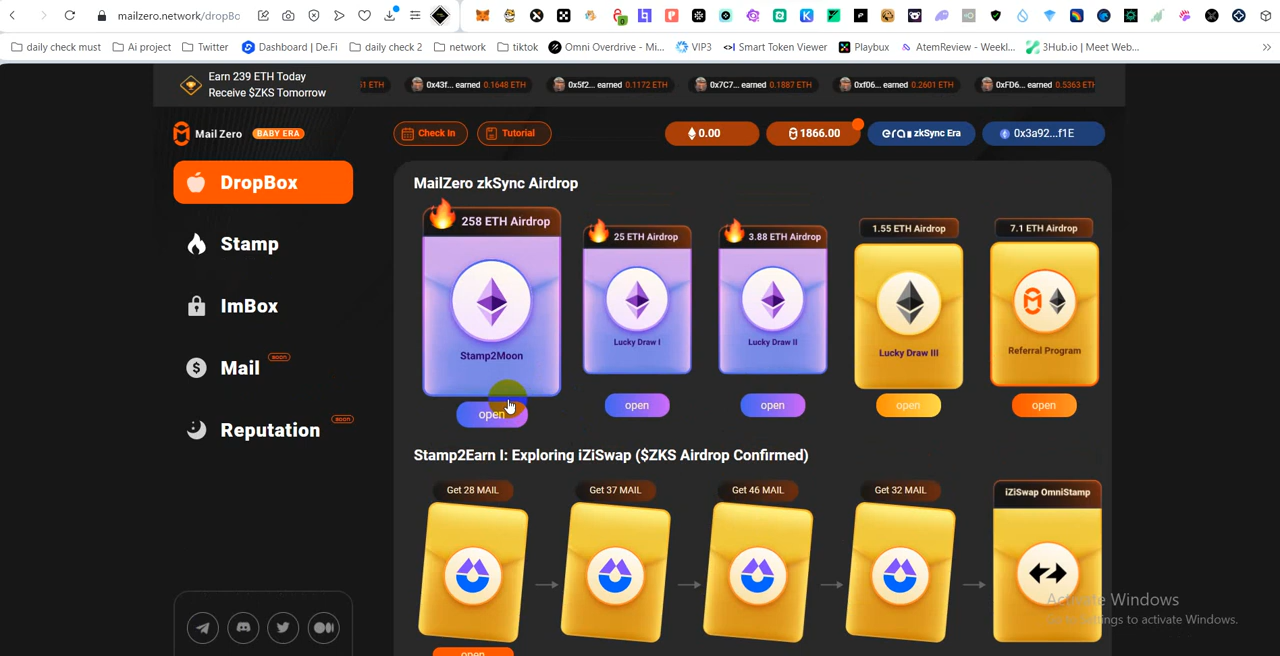 mailzero.network/dropBo
daily check must
Ai project
Twitter
Dashboard | De.Fi
daily check 2
network
tiktok
Omni Overdrive - Mi...
VIP3
Smart Token Viewer
Playbux
AtemReview - Weekl...
3Hub.io | Meet Web...
Earn 239 ETH Today
Receive $ZKS Tomorrow
51 ETH
0x43f... earned 0.1648 ETH
0x5f2... earned 0.1172 ETH
0x7C7... earned 0.1887 ETH
0xf06... earned 0.2601 ETH
0xFD6... earned 0.5363 ETH
Mail Zero
BABY ERA
Check In
Tutorial
0.00
1866.00
era zkSync Era
0x3a92...f1E
DropBox
Stamp
ImBox
Mail soon
Reputation soon
MailZero zkSync Airdrop
258 ETH Airdrop
25 ETH Airdrop
3.88 ETH Airdrop
1.55 ETH Airdrop
7.1 ETH Airdrop
Stamp2Moon
Lucky Draw I
Lucky Draw II
Lucky Draw III
Referral Program
open
open
open
open
open
Stamp2Earn I: Exploring iZiSwap ($ZKS Airdrop Confirmed)
Get 28 MAIL
Get 37 MAIL
Get 46 MAIL
Get 32 MAIL
iZiSwap OmniStamp
open
Activate Windows
to activate Windows.